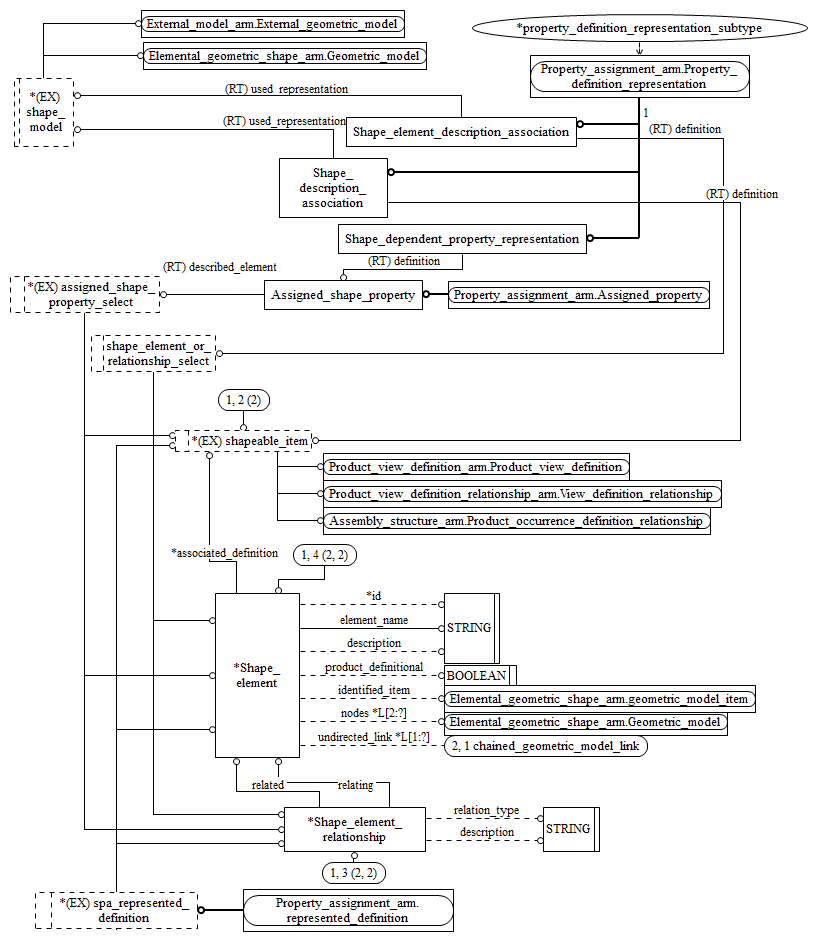 External_model_arm.External_geometric_model
*property_definition_representation_subtype
Elemental_geometric_shape_arm.Geometric_model
Property_assignment_arm.Property_
definition_representation
*(EX)
shape_
model
(RT) used_representation
1
(RT) used_representation
Shape_element_description_association
(RT) definition
Shape_
description_
association
(RT) definition
Shape_dependent_property_representation
(RT) described_element
(RT) definition
*(EX) assigned_shape_
property_select
Assigned_shape_property
Property_assignment_arm.Assigned_property
shape_element_or_
relationship_select
1, 2 (2)
*(EX) shapeable_item
Product_view_definition_arm.Product_view_definition
Product_view_definition_relationship_arm.View_definition_relationship
Assembly_structure_arm.Product_occurrence_definition_relationship
*associated_definition
1, 4 (2, 2)
*id
element_name
STRING
description
*Shape_
element
product_definitional
BOOLEAN
identified_item
Elemental_geometric_shape_arm.geometric_model_item
nodes *L[2:?]
Elemental_geometric_shape_arm.Geometric_model
undirected_link *L[1:?]
2, 1 chained_geometric_model_link
related
relating
*Shape_element_
relationship
relation_type
description
STRING
1, 3 (2, 2)
*(EX) spa_represented_
definition
Property_assignment_arm.
represented_definition